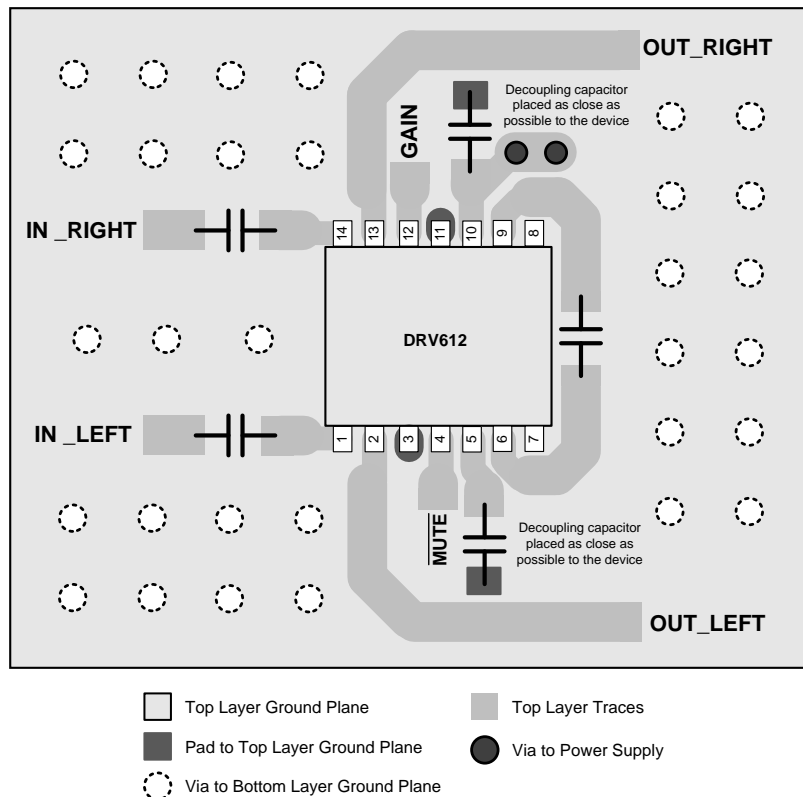 OUT_RIGHT
Decoupling capacitor
placed as close as
possible to the device
GAIN
IN _RIGHT
14
13
12
11
10
9
8
DRV612
IN _LEFT
1
2
3
4
5
6
7
MUTE
Decoupling capacitor
placed as close as
possible to the device
OUT_LEFT
Top Layer Ground Plane
Top Layer Traces
Pad to Top Layer Ground Plane
Via to Power Supply
Via to Bottom Layer Ground Plane